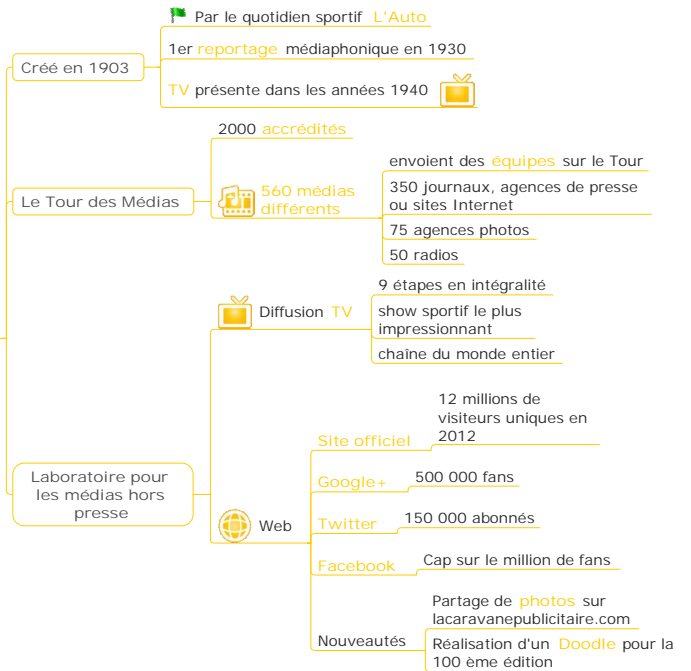 Créé en 1903
Par le quotidien sportif L'Auto
1er reportage médiaphonique en 1930
TV présente dans les années 1940
Le Tour des Médias
2000 accrédités
560 médias
différents
envoient des équipes sur le Tour
350 journaux, agences de presse
ou sites Internet
75 agences photos
50 radios
Laboratoire pour
les médias hors
presse
Diffusion TV
9 étapes en intégralité
show sportif le plus
impressionnant
chaîne du monde entier
Web
Site officiel
12 millions de
visiteurs uniques en
2012
Google+
500 000 fans
Twitter
150 000 abonnés
Facebook
Cap sur le million de fans
Nouveautés
Partage de photos sur
lacaravanepublicitaire.com
Réalisation d'un Doodle pour la
100 ème édition